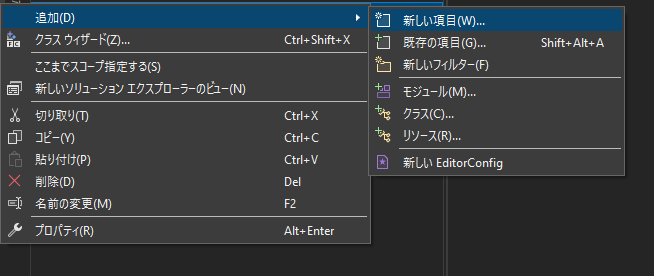 追加(D)
クラス ウィザード(Z)... Ctrl+Shift+X
ここまでスコープ指定する(S)
新しいソリューション エクスプローラーのビュー(N)
切り取り(T) Ctrl+X
コピー(Y) Ctrl+C
貼り付け(P) Ctrl+V
削除(D) Del
名前の変更(M) F2
プロパティ(R) Alt+Enter
新しい項目(W)...
既存の項目(G)... Shift+Alt+A
新しいフィルター(F)
モジュール(M)...
クラス(C)...
リソース(R)...
新しい EditorConfig